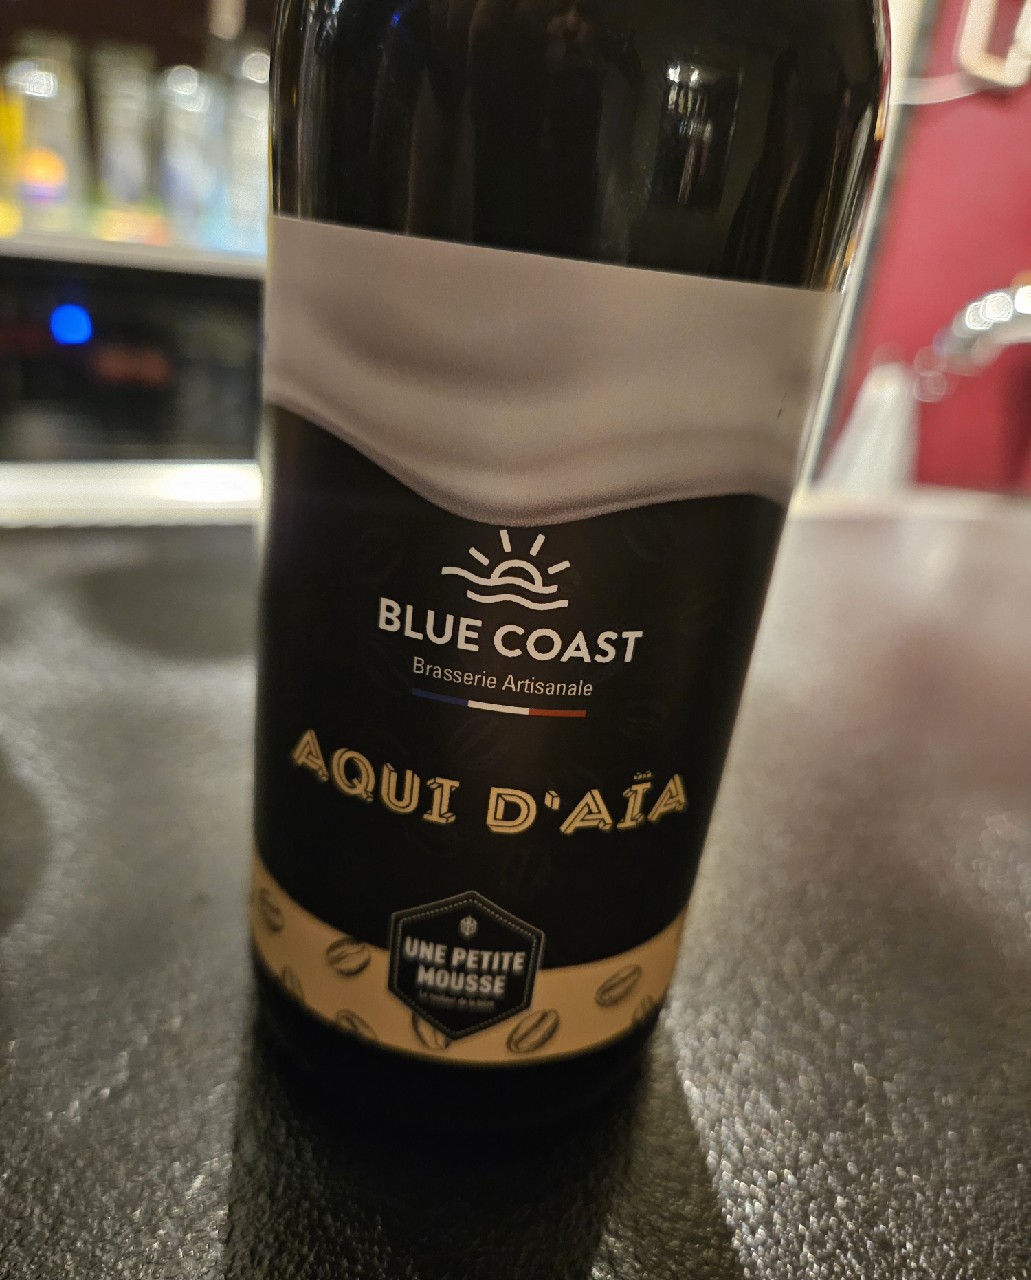 BLUE COAST
Brasserie Artisanale
AQUI D'AÏA
UNE PETITE
MOUSSE